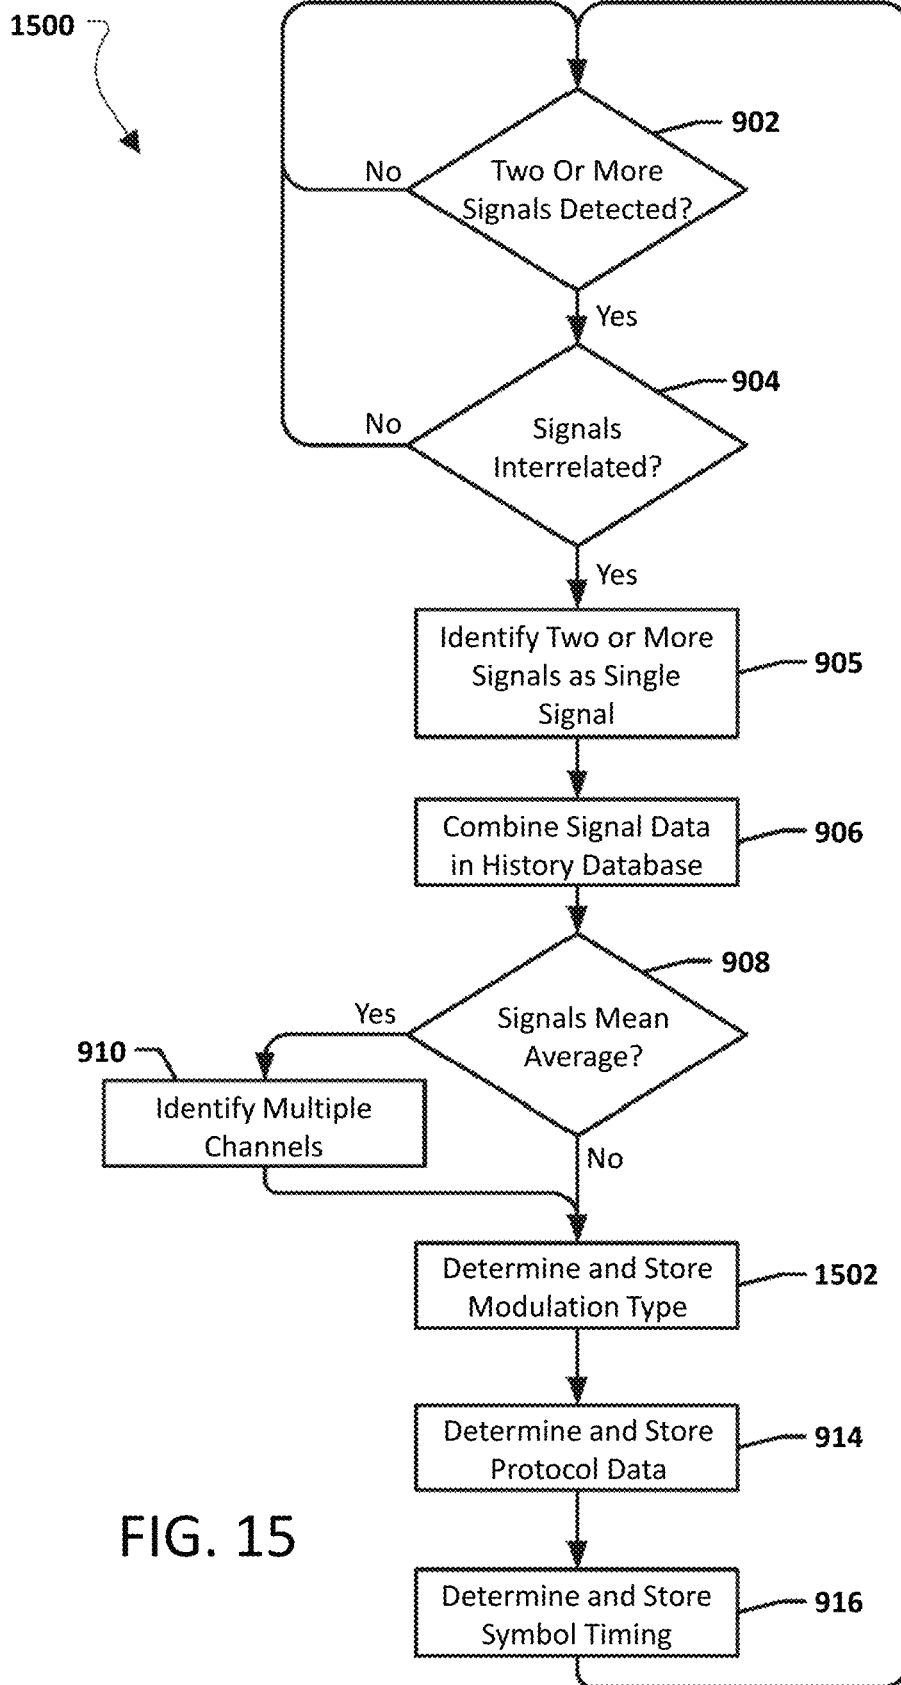 1500
902
No
Two Or More
Signals Detected?
Yes
904
No
Signals
Interrelated?
Yes
Identify Two or More
Signals as Single
Signal
905
Combine Signal Data
in History Database
906
908
Yes
Signals Mean
Average?
910
Identify Multiple
Channels
No
Determine and Store
Modulation Type
1502
Determine and Store
Protocol Data
914
FIG. 15
Determine and Store
Symbol Timing
916